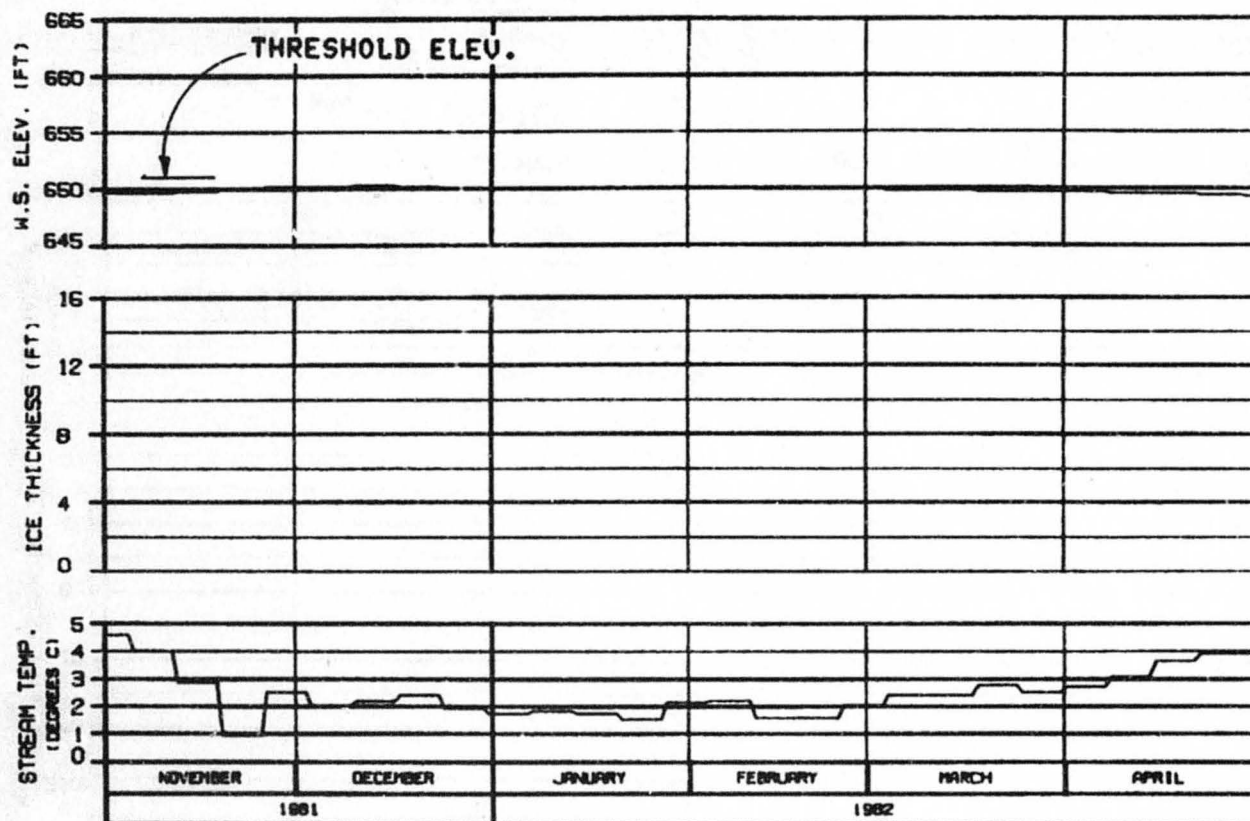 W.S. ELEV. (FT)
665
660
655
650
645
THRESHOLD ELEV.
ICE THICKNESS (FT)
16
12
8
4
0
STREAM TEMP.
(DEGREES C)
5
4
3
2
1
0
NOVEMBER DECEMBER JANUARY FEBRUARY MARCH APRIL
1981 1982